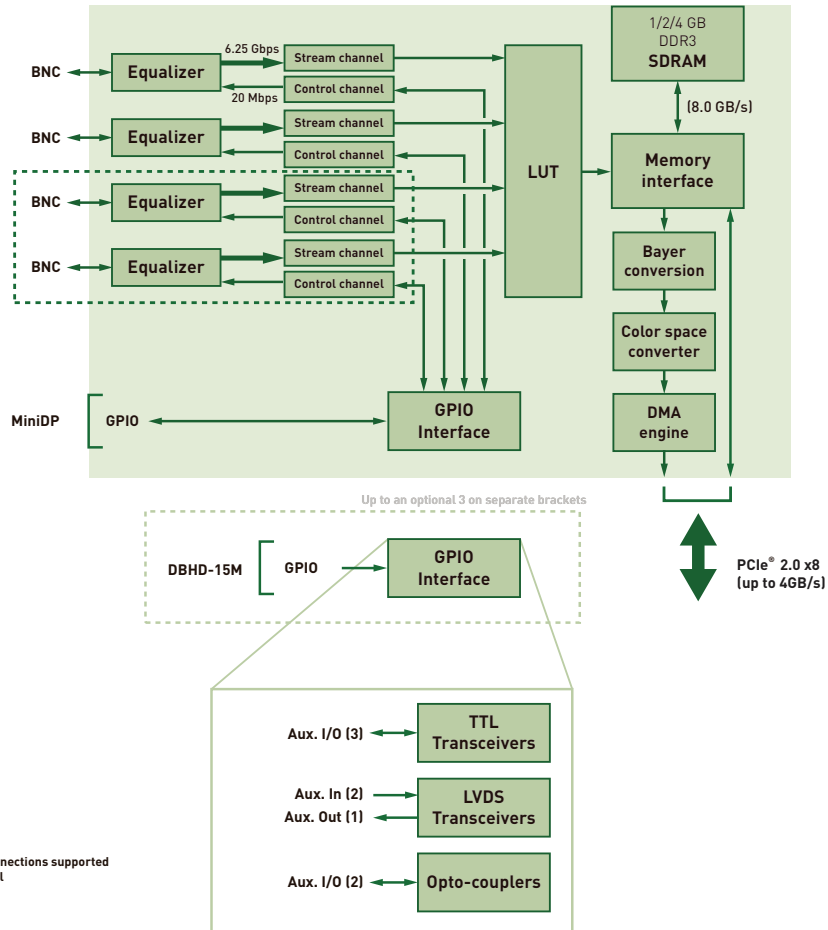 1/2/4 GB
DDR3
SDRAM
(8.0 GB/s)
6.25 Gbps
20 Mbps
BNC
Equalizer
Stream channel
Control channel
BNC
Equalizer
Stream channel
Control channel
BNC
Equalizer
Stream channel
Control channel
BNC
Equalizer
Stream channel
Control channel
LUT
Memory
interface
Bayer
conversion
Color space
converter
DMA
engine
MiniDP
GPIO
GPIO
Interface
Up to an optional 3 on separate brackets
DBHD-15M
GPIO
GPIO
Interface
PCIe® 2.0 x8
(up to 4GB/s)
Aux. I/O (3)
TTL
Transceivers
Aux. In (2)
Aux. Out (1)
LVDS
Transceivers
Aux. I/O (2)
Opto-couplers
nections supported